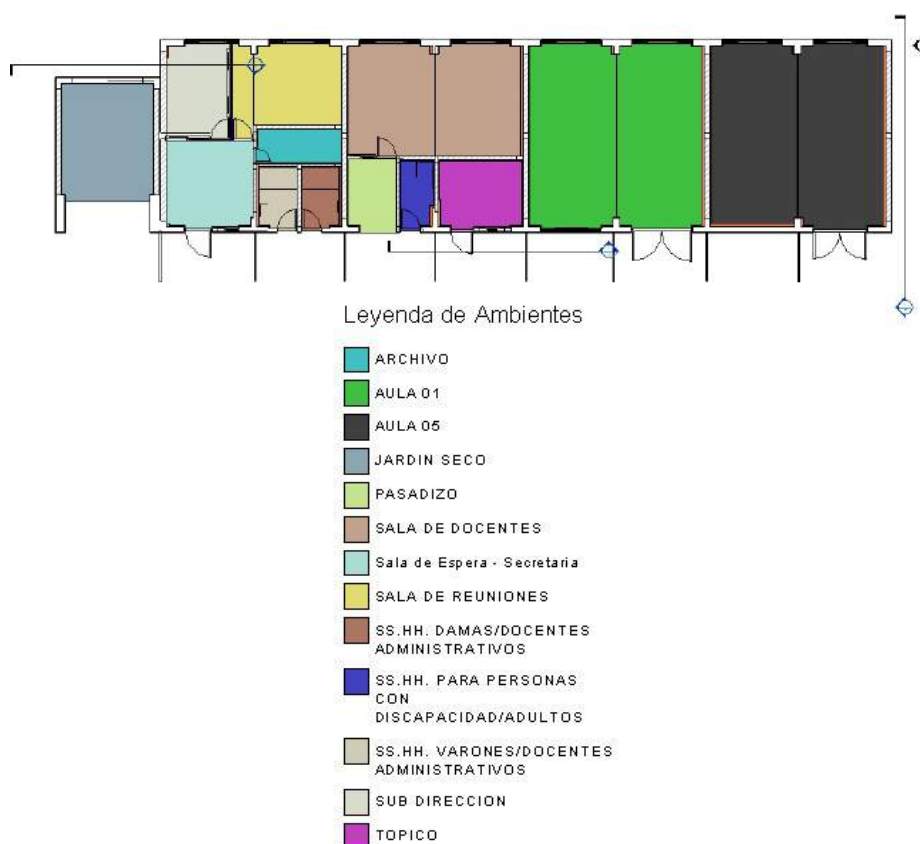 Leyenda de Ambientes
ARCHIVO
AULA 01
AULA 05
JARDIN SECO
PASADIZO
SALA DE DOCENTES
Sala de Espera - Secretaria
SALA DE REUNIONES
SS.HH. DAMAS/DOCENTES
ADMINISTRATIVOS
SS.HH. PARA PERSONAS
CON
DISCAPACIDAD/ADULTOS
SS.HH. VARONES/DOCENTES
ADMINISTRATIVOS
SUB DIRECCION
TOPICO